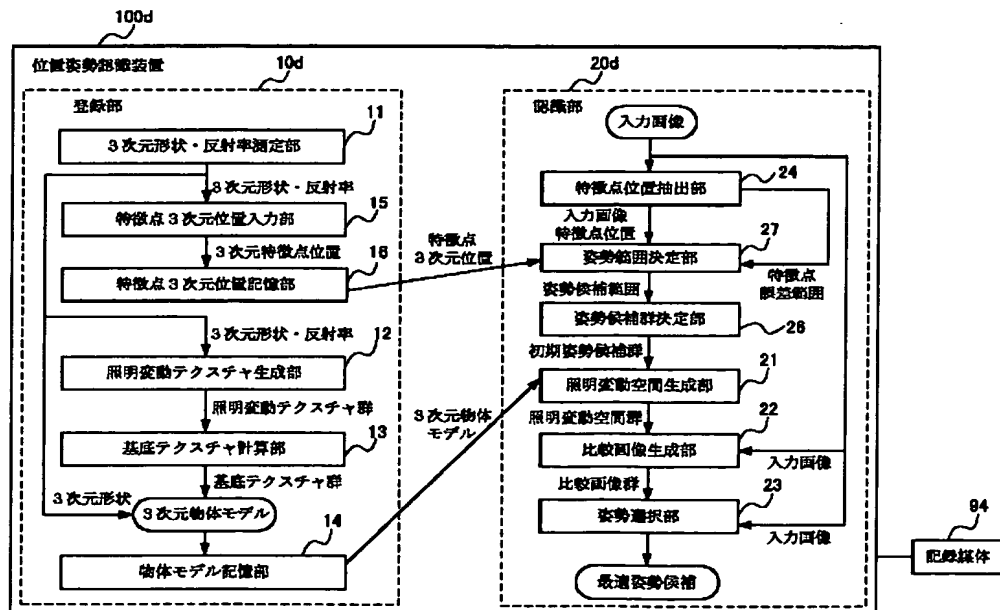 100d
位置姿勢認識装置
10d
登録部
11
3次元形状・反射率測定部
3次元形状・反射率
15
特徴点3次元位置入力部
3次元特徴点位置
16
特徴点3次元位置記憶部
3次元形状・反射率
12
照明変動テクスチャ生成部
照明変動テクスチャ群
13
基底テクスチャ計算部
基底テクスチャ群
3次元形状
3次元物体モデル
14
物体モデル記憶部
特徴点
3次元位置
3次元物体
モデル
20d
認識部
入力画像
24
特徴点位置抽出部
入力画像
特徴点位置
27
姿勢範囲決定部
特徴点
誤差範囲
姿勢候補範囲
姿勢候補群決定部
26
初期姿勢候補群
21
照明変動空間生成部
照明変動空間群
22
比較画像生成部
入力画像
比較画像群
23
姿勢選択部
入力画像
最適姿勢候補
94
記録媒体